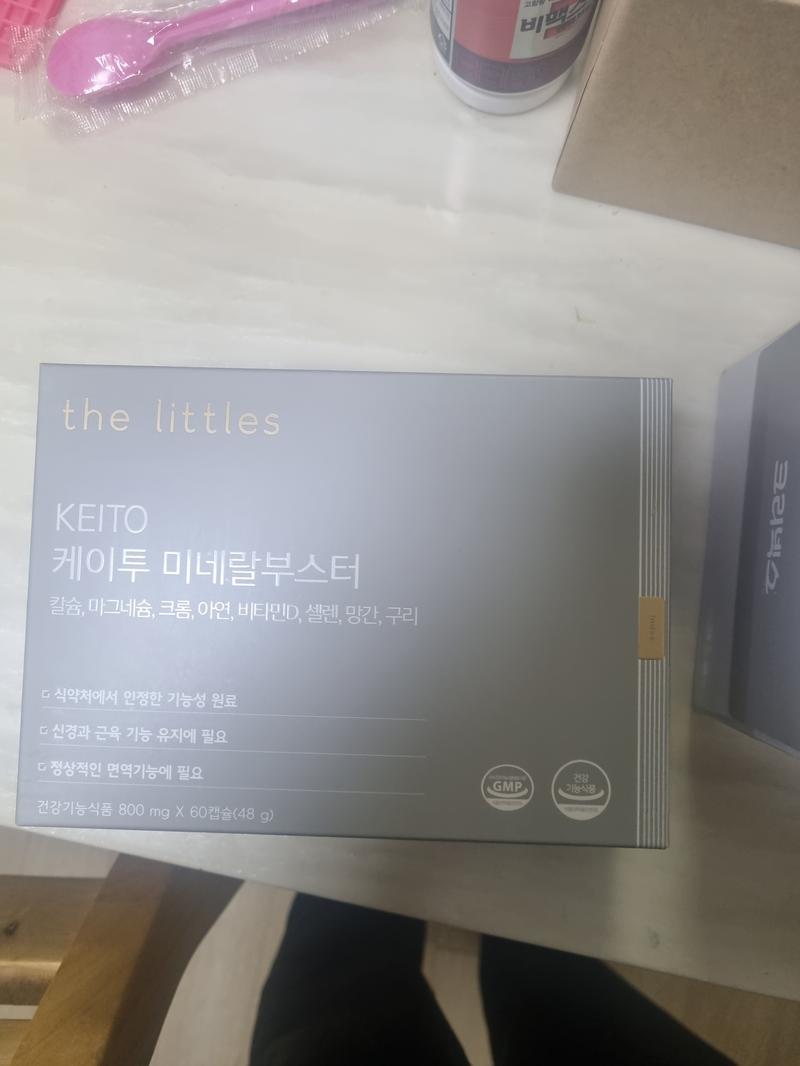 비맥스
the littles
KEITO
케이투 미네랄부스터
칼슘, 마그네슘, 크롬, 아연, 비타민D, 셀렌, 망간, 구리
식약처에서 인정한 기능성 원료
신경과 근육 기능 유지에 필요
정상적인 면역기능에 필요
건강기능식품 800 mg X 60캡슐(48 g)
GMP
건강
기능식품